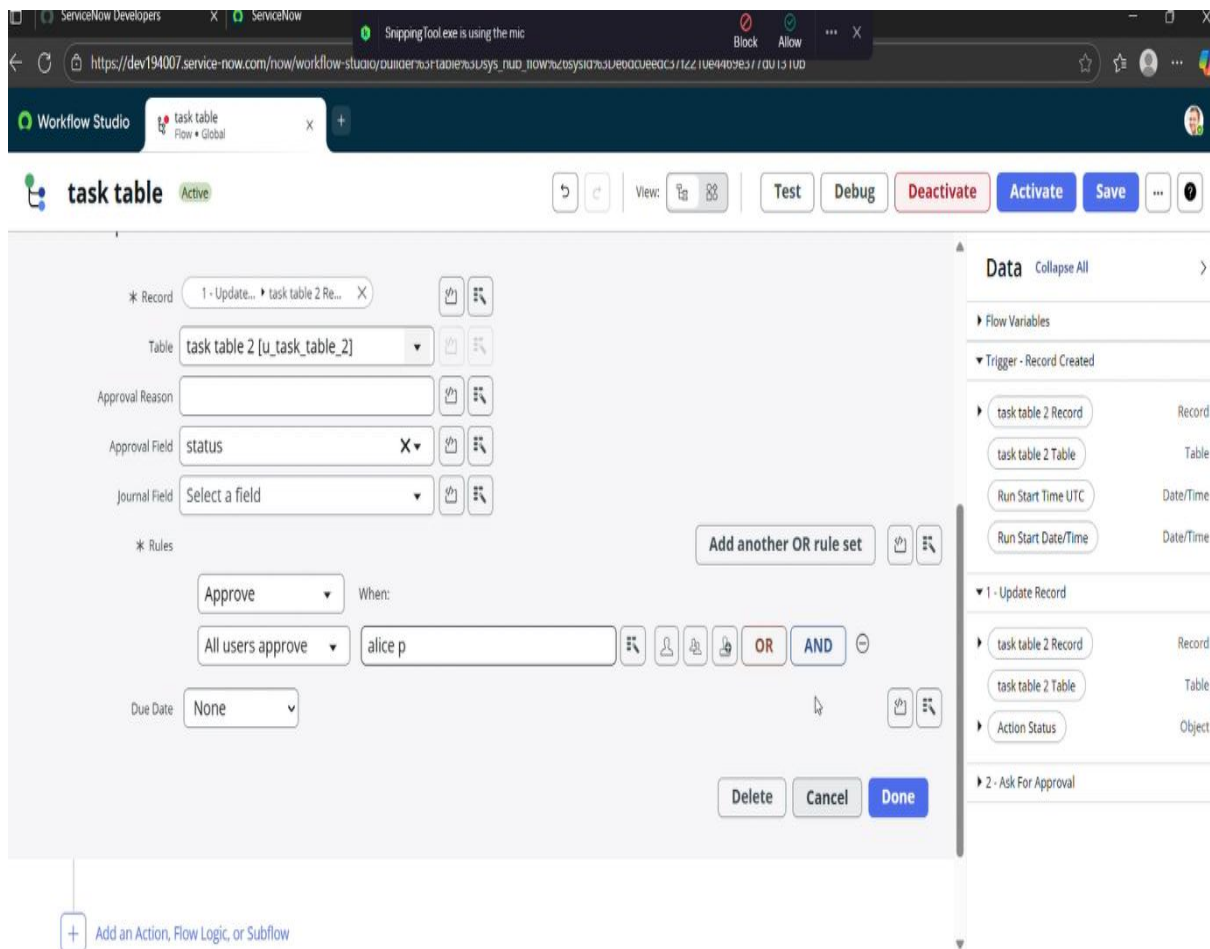 ServiceNow Developers X ServiceNow
SnippingTool.exe is using the mic Block Allow ... X
Workflow Studio task table X +
Flow • Global
task table Active View: Test Debug Deactivate Activate Save ...
Data Collapse All
* Record 1 - Update... ▸ task table 2 Re... X
Flow Variables
Table task table 2 [u_task_table_2]
Trigger - Record Created
Approval Reason
task table 2 Record Record
Approval Field status X
task table 2 Table Table
Journal Field Select a field
Run Start Time UTC Date/Time
* Rules Add another OR rule set
Run Start Date/Time Date/Time
Approve When:
1 - Update Record
All users approve alice p OR AND
task table 2 Record Record
task table 2 Table Table
Due Date None
Action Status Object
2 - Ask For Approval
Delete Cancel Done
+ Add an Action, Flow Logic, or Subflow